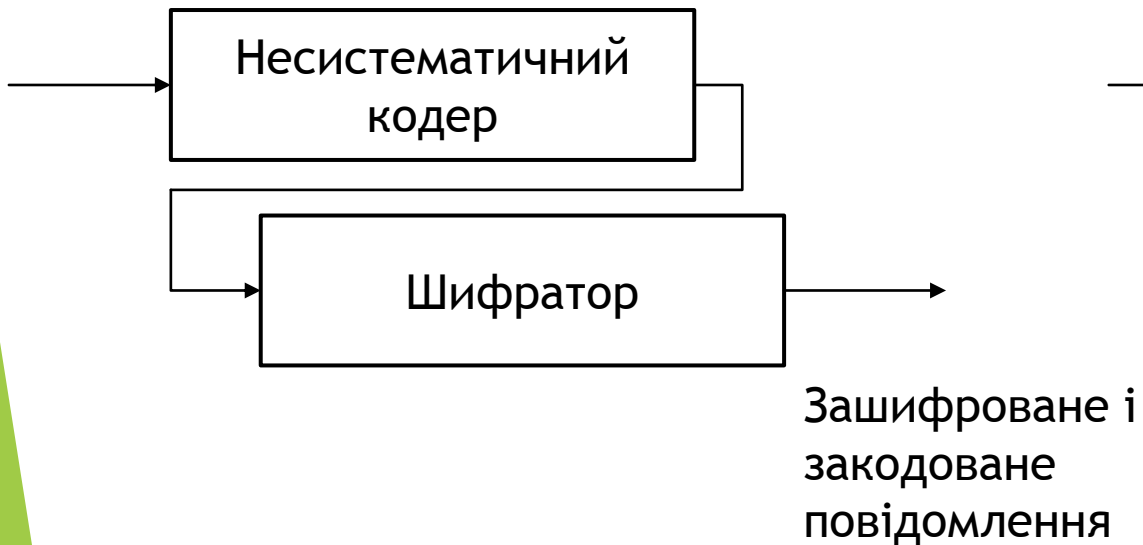 Несистематичний
кодер
Шифратор
Зашифроване і
закодоване
повідомлення